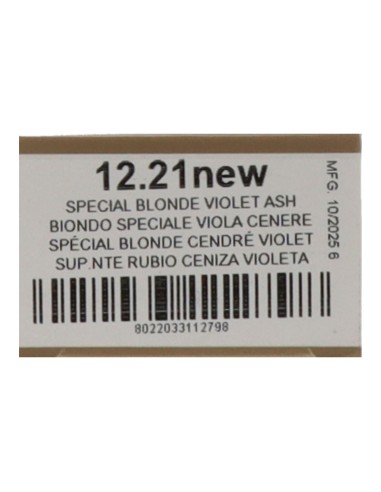 12.21new
SPECIAL BLONDE VIOLET ASH
BIONDO SPECIALE VIOLA CENERE
SPÉCIAL BLONDE CENDRÉ VIOLET
SUP.NTE RUBIO CENIZA VIOLETA
8022033112798
MFG. 10/2025 6